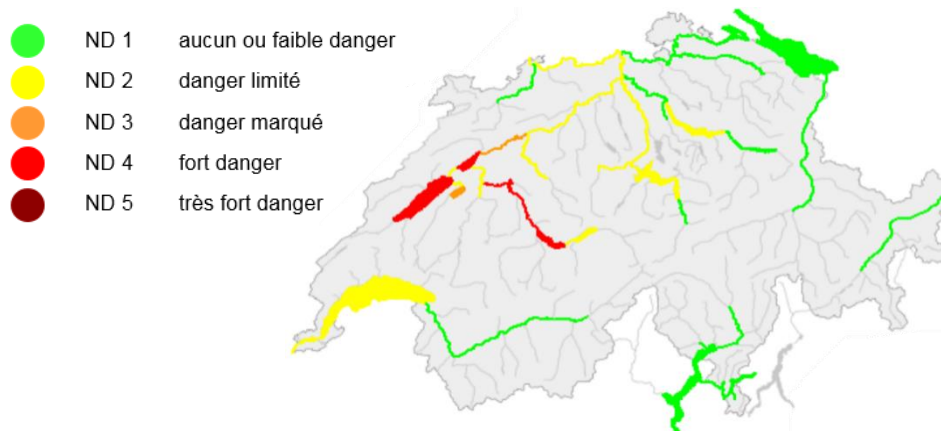 ND 1 aucun ou faible danger
ND 2 danger limité
ND 3 danger marqué
ND 4 fort danger
ND 5 très fort danger